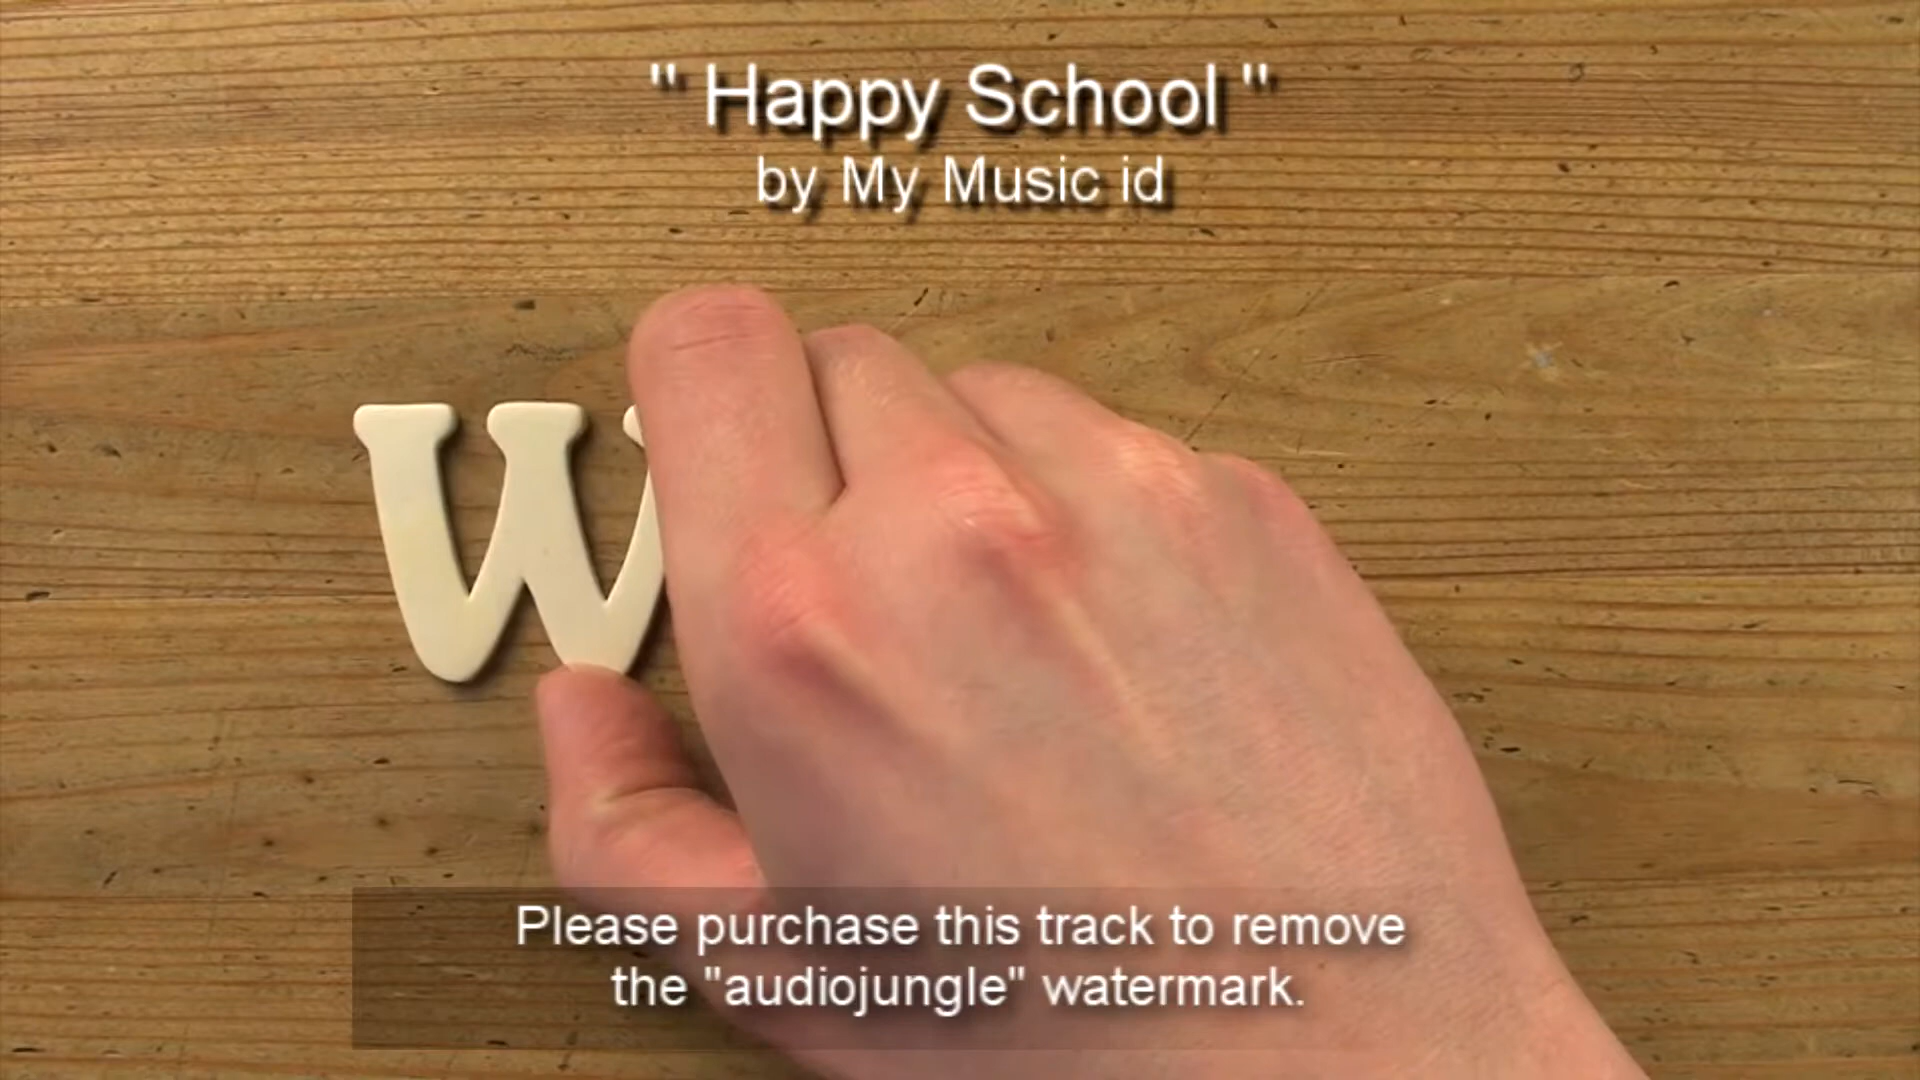 " Happy School "
by My Music id
W
Please purchase this track to remove
the "audiojungle" watermark.